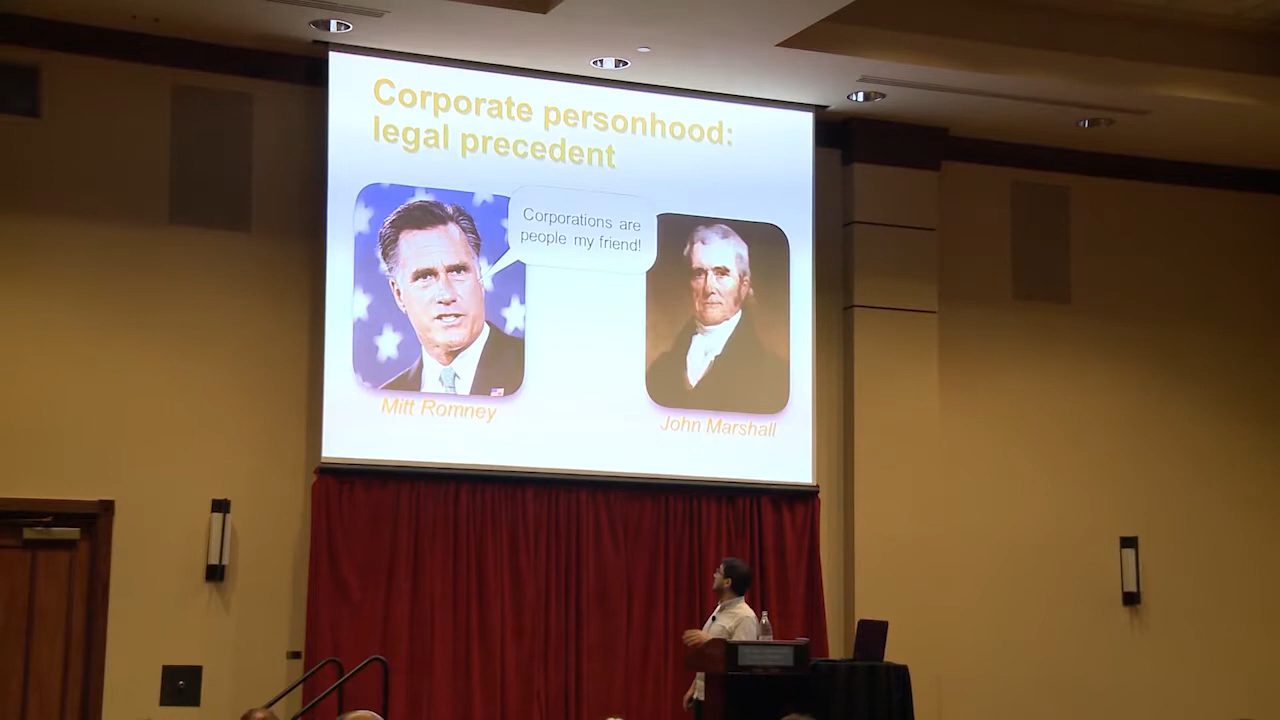 Corporate personhood:
legal precedent
Corporations are
people my friend!
Mitt Romney
John Marshall